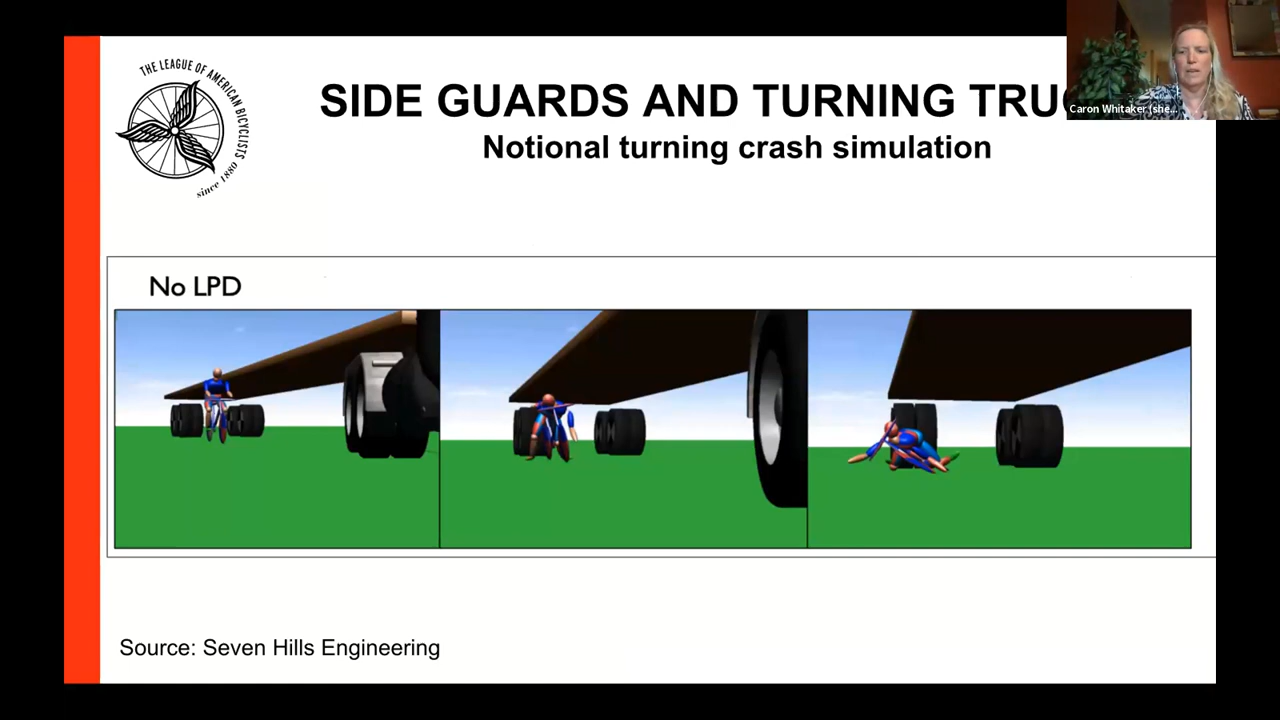 THE LEAGUE OF AMERICAN BICYCLISTS
since 1880
SIDE GUARDS AND TURNING TRU
Caron Whitaker (she...
Notional turning crash simulation
No LPD
Source: Seven Hills Engineering